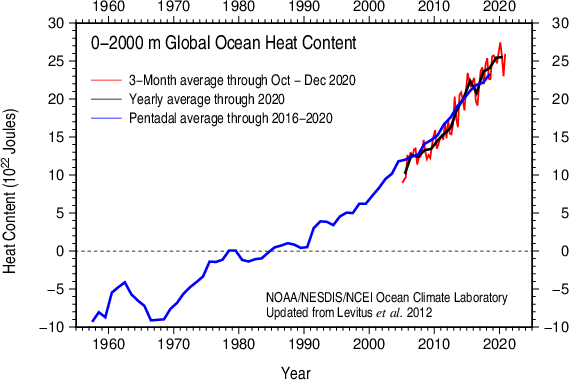 1960 1970 1980 1990 2000 2010 2020
0−2000 m Global Ocean Heat Content
3−Month average through Oct − Dec 2020
Yearly average through 2020
Pentadal average through 2016−2020
30 25 20 15 10 5 0 −5 −10
Heat Content (10²² Joules)
30 25 20 15 10 5 0 −5 −10
NOAA/NESDIS/NCEI Ocean Climate Laboratory
Updated from Levitus et al. 2012
1960 1970 1980 1990 2000 2010 2020
Year